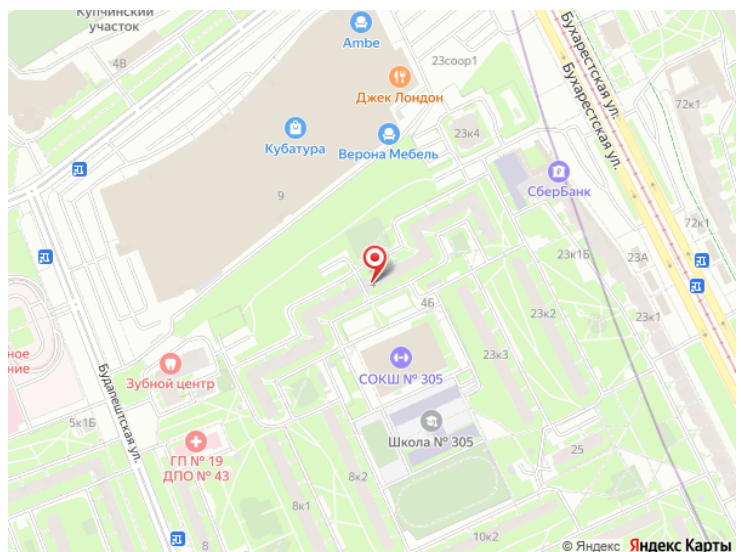 Купчинский
участок
4В
Ambe
23соор1
Джек Лондон
Бухарестская ул.
Бухарестская ул.
72к1
23к4
Кубатура
Верона Мебель
СберБанк
9
72к1
23к1Б
23А
4
4Б
23к2
23к1
ное
ние
Зубной центр
СОКШ № 305
23к3
Будапештская ул.
5к1Б
Школа № 305
ГП № 19
ДПО № 43
25
8к2
8к1
8
10к2
© Яндекс Яндекс Карты